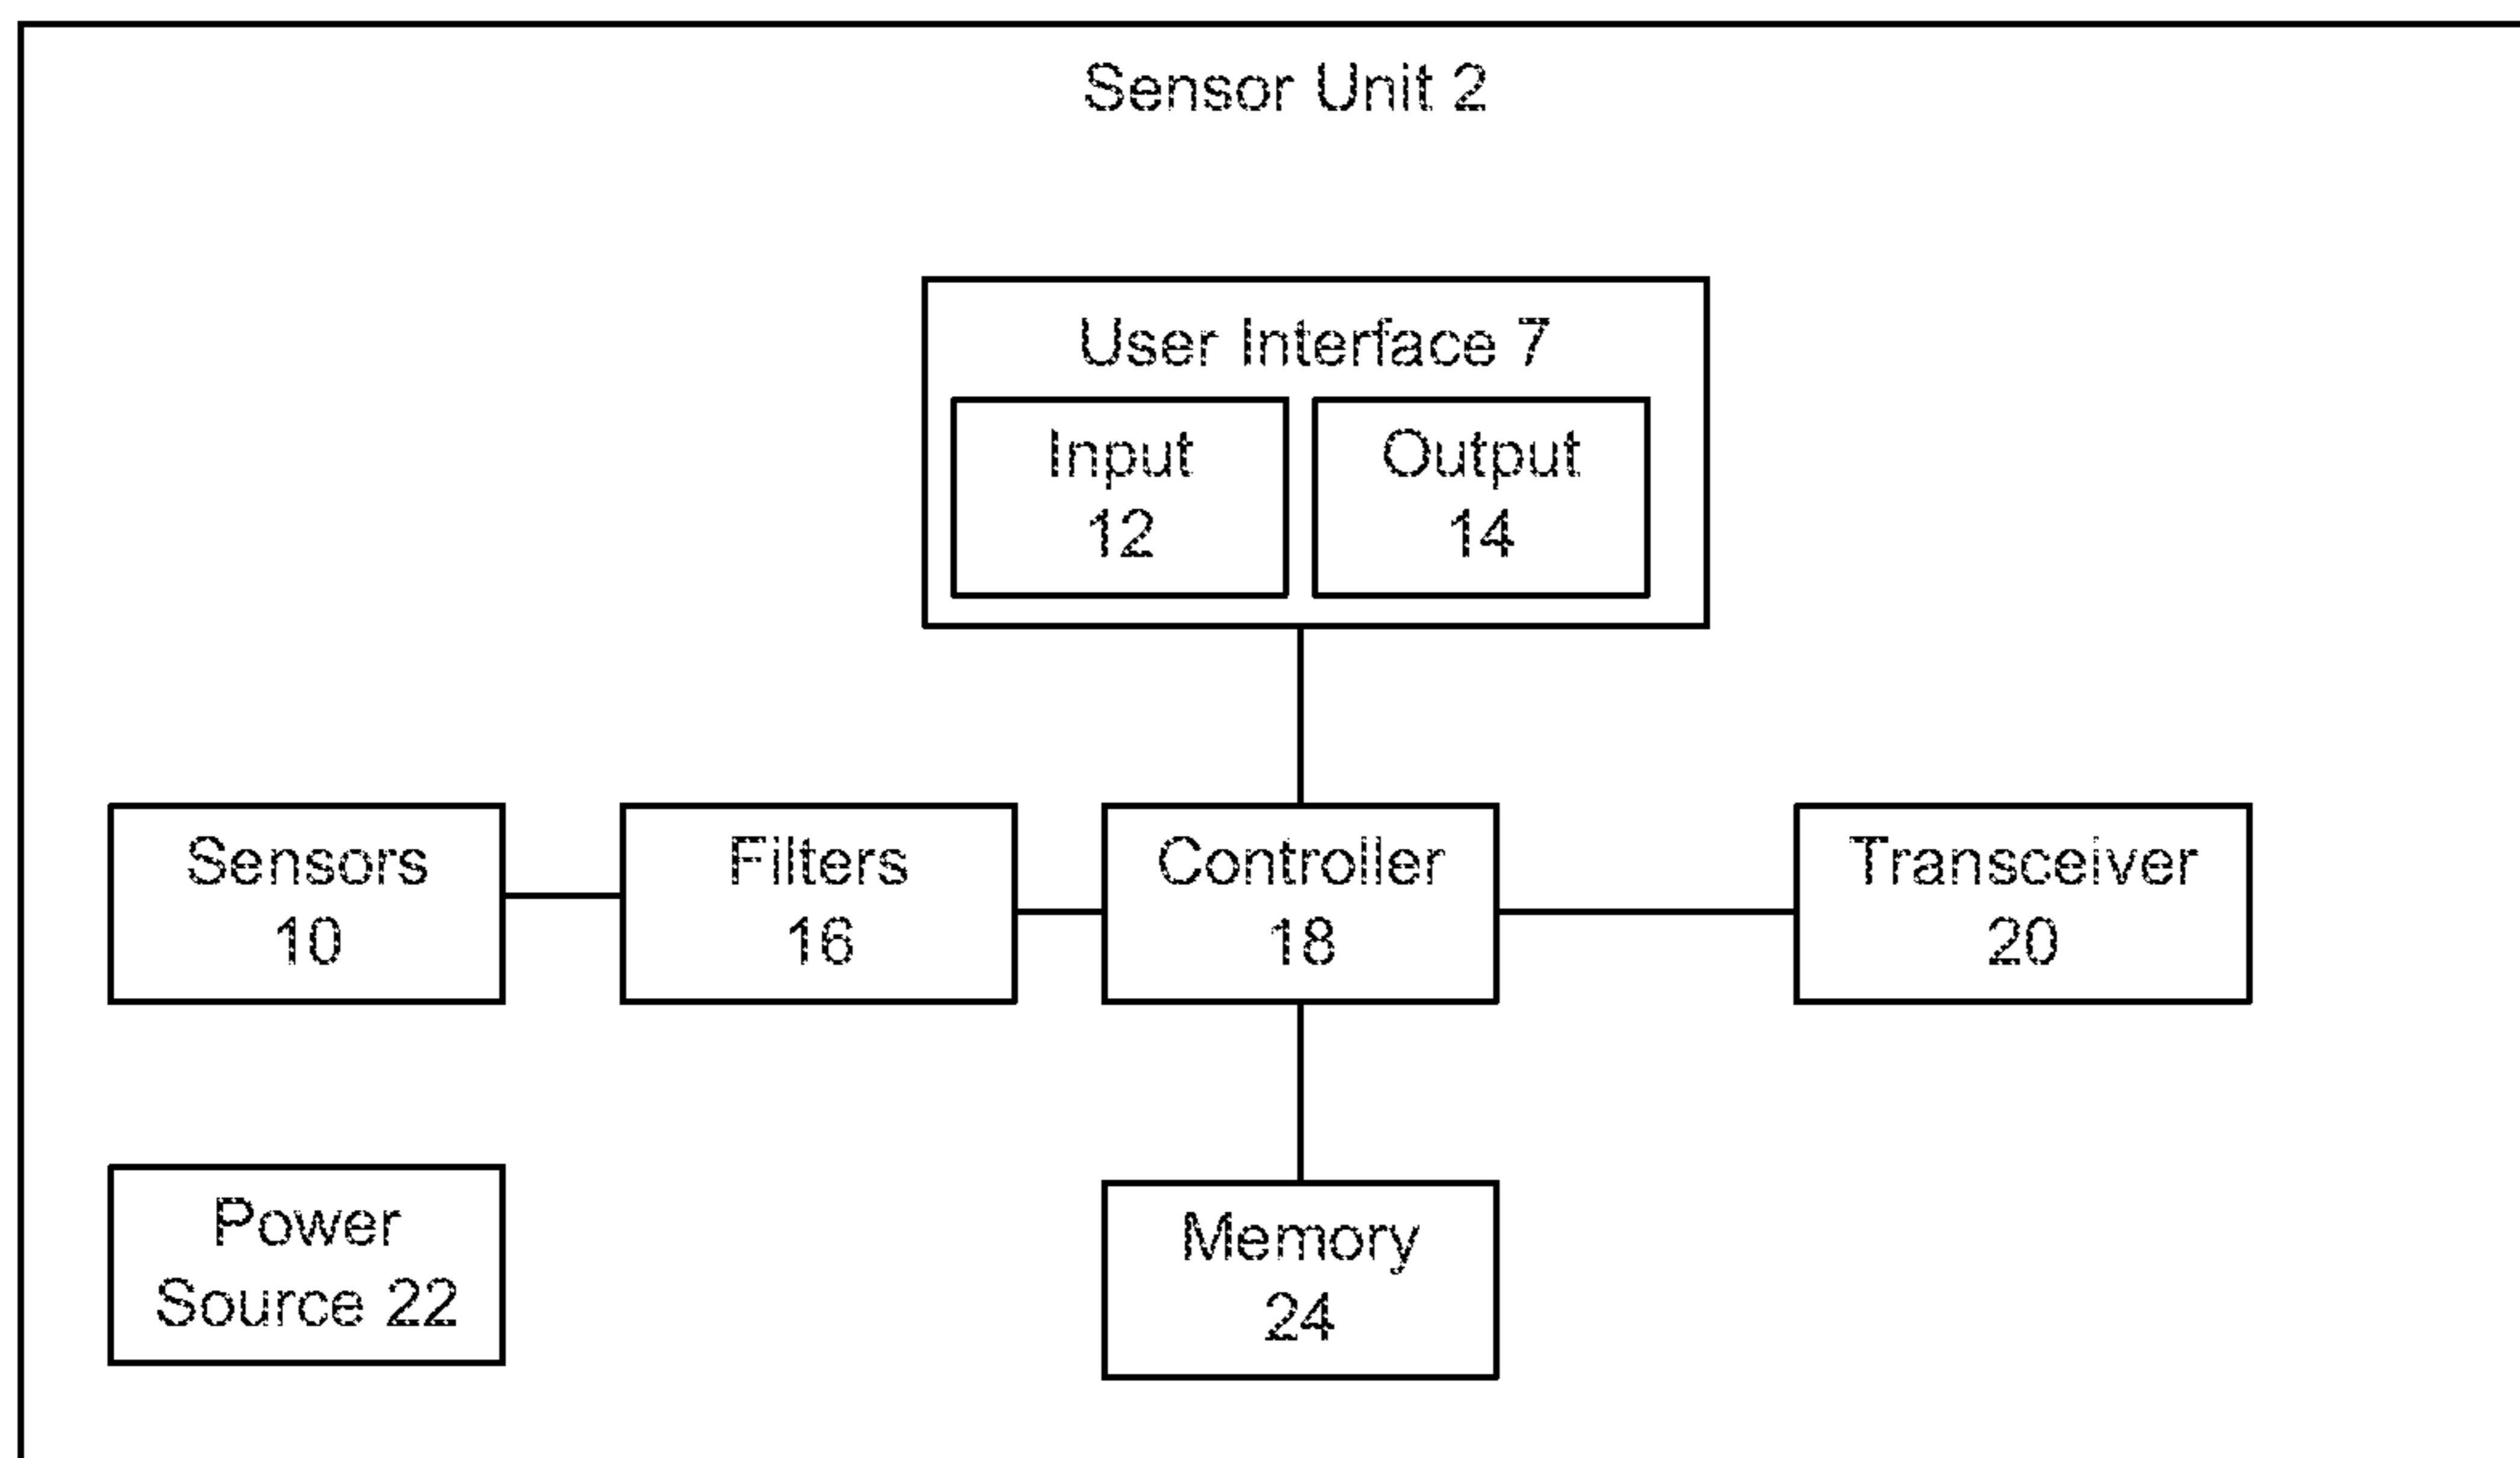 Sensor Unit 2
User Interface 7
Input
12
Output
14
Sensors
10
Filters
16
Controller
18
Transceiver
20
Power
Source 22
Memory
24